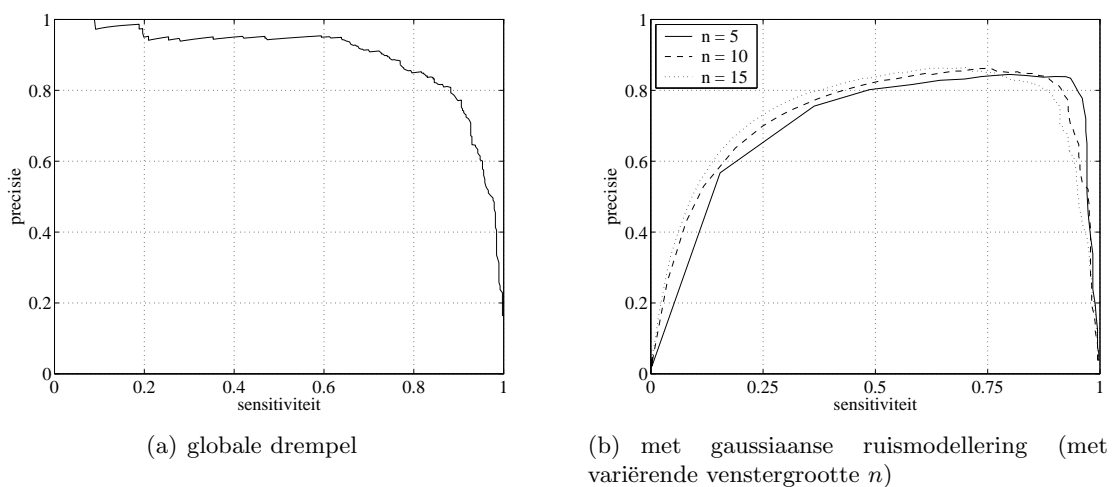 1
0.8
0.6
0.4
0.2
0
precisie
0 0.2 0.4 0.6 0.8 1
sensitiviteit
(a) globale drempel
n = 5
n = 10
n = 15
1
0.8
0.6
0.4
0.2
0
precisie
0 0.25 0.5 0.75 1
sensitiviteit
(b) met gaussiaanse ruismodellering (met
variërende venstergrootte n)